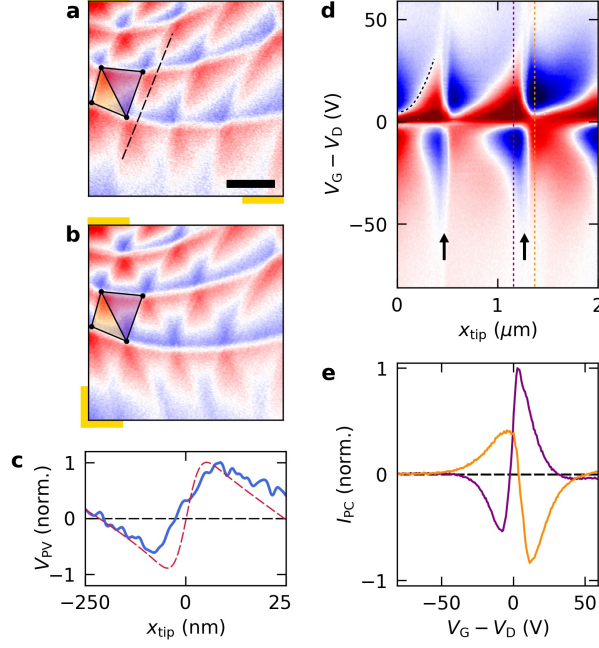 a
b
c
V_PV (norm.)
1
0
−1
−250
0
25
x_tip (nm)
d
V_G − V_D (V)
50
0
−50
0
1
2
x_tip (μm)
e
I_PC (norm.)
1
0
−1
−50
0
50
V_G − V_D (V)